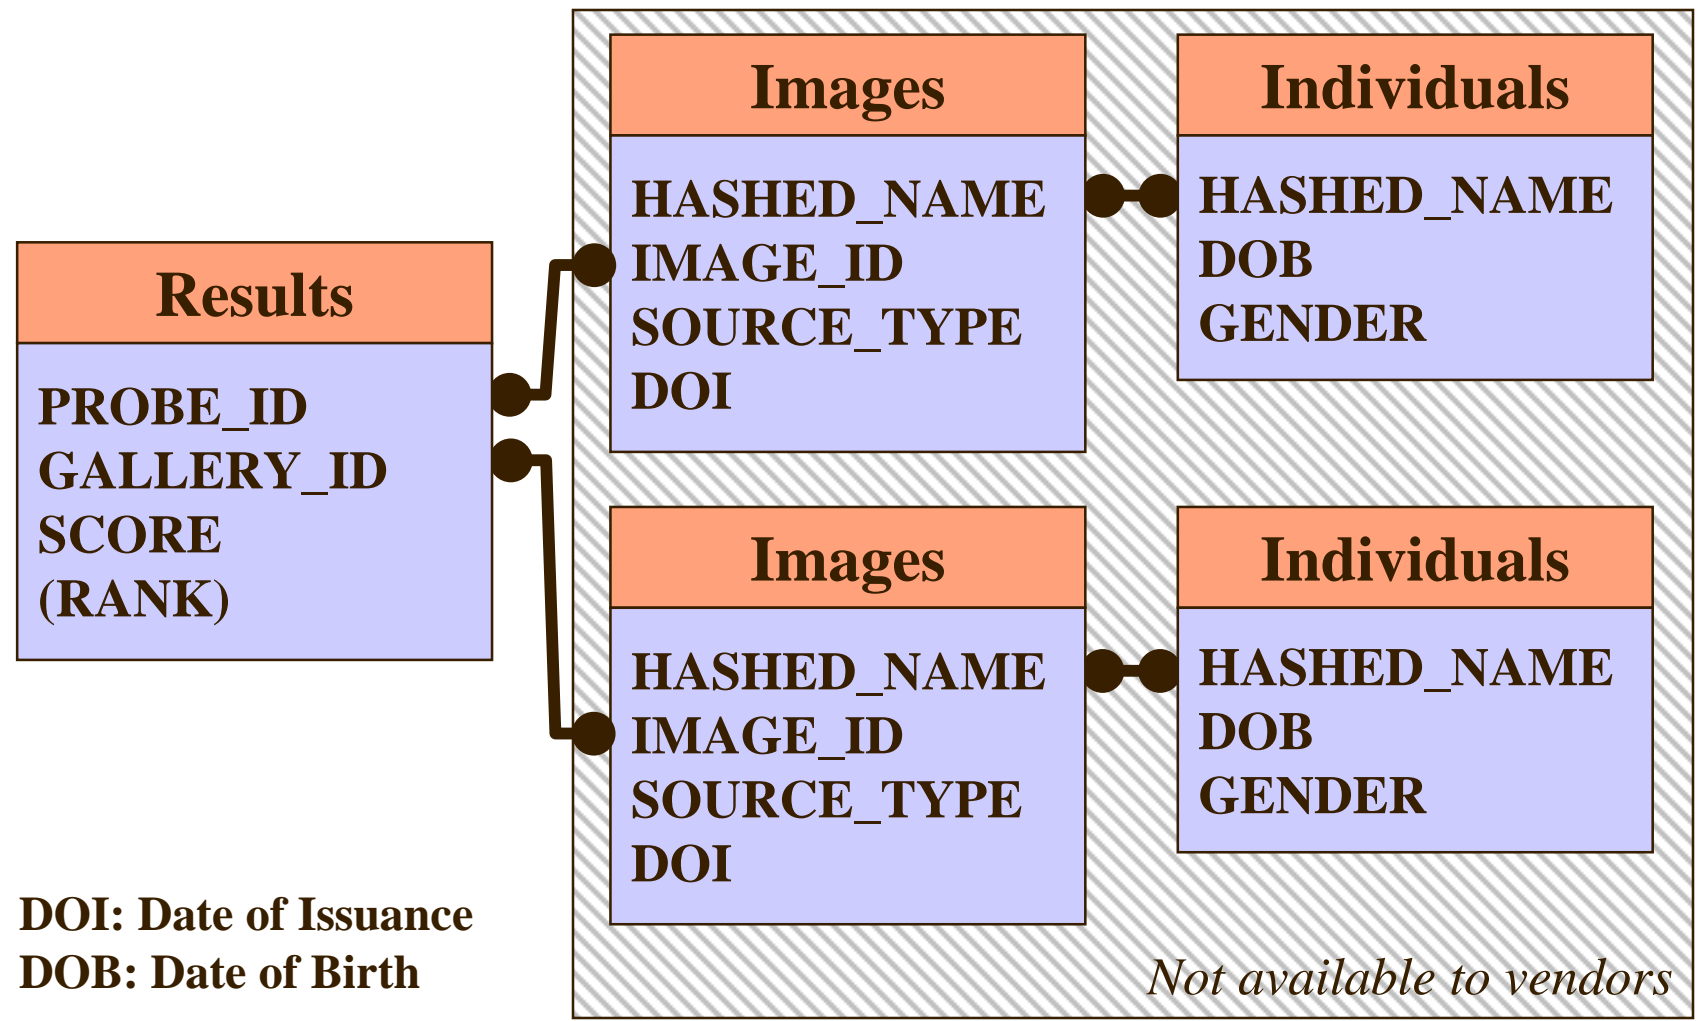 Results
PROBE_ID
GALLERY_ID
SCORE
(RANK)
Images
HASHED_NAME
IMAGE_ID
SOURCE_TYPE
DOI
Individuals
HASHED_NAME
DOB
GENDER
Images
HASHED_NAME
IMAGE_ID
SOURCE_TYPE
DOI
Individuals
HASHED_NAME
DOB
GENDER
DOI: Date of Issuance
DOB: Date of Birth
Not available to vendors